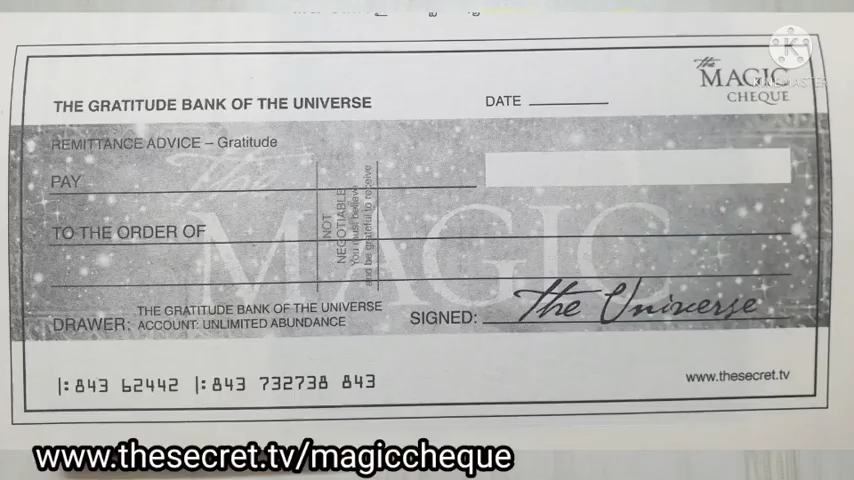 THE GRATITUDE BANK OF THE UNIVERSE
DATE
the
MAGIC
CHEQUE
K
REMITTANCE ADVICE – Gratitude
PAY
NOT
NEGOTIABLE
You must believe
and be grateful to receive
TO THE ORDER OF
the
MAGIC
DRAWER: THE GRATITUDE BANK OF THE UNIVERSE
ACCOUNT: UNLIMITED ABUNDANCE
SIGNED: The Universe
|: 843 62442 |: 843 732738 843
www.thesecret.tv
www.thesecret.tv/magiccheque